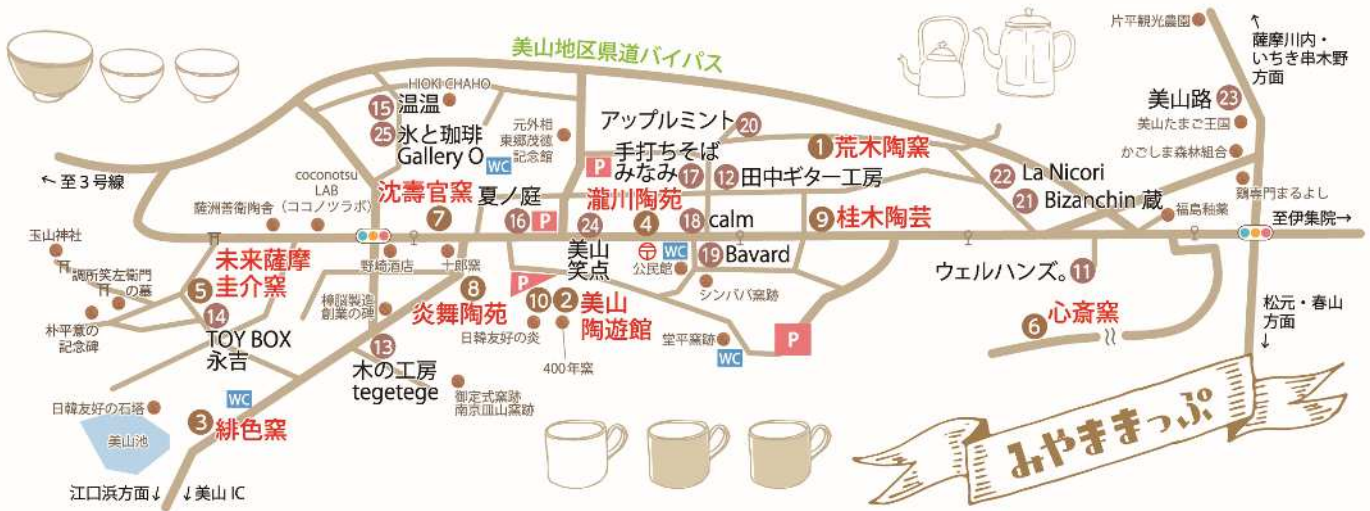 片平観光農園
薩摩川内・
いちき串木野
方面
美山地区県道バイパス
HIOKI CHAHO
15 温温
25 氷と珈琲
Gallery O
WC
元外相
東郷茂徳
記念館
アップルミント 20
美山路 23
美山たまご王国
かごしま森林組合
鶏専門まるよし
1 荒木陶窯
P
手打ちそば
みなみ 17
12 田中ギター工房
22 La Nicori
21 Bizanchin 蔵
福島釉薬
至伊集院→
← 至3号線
coconotsu
LAB
(ココノツラボ)
薩洲善衛陶舎
沈壽官窯
7
夏ノ庭
16
P
瀧川陶苑
24
4
18 calm
9 桂木陶芸
玉山神社
調所笑左衛門
の墓
朴平意の
記念碑
未来薩摩
圭介窯
5
14
TOY BOX
永吉
野崎酒店
十郎窯
樟脳製造
創業の碑
8
炎舞陶苑
P
10 2 美山
陶遊館
日韓友好の炎
400年窯
美山
笑点
〒
WC
公民館
19 Bavard
シンババ窯跡
堂平窯跡
WC
P
ウェルハンズ。11
6 心斎窯
松元・春山
方面
↓
13
木の工房
tegetege
御定式窯跡
南京皿山窯跡
WC
日韓友好の石塔
美山池
3 緋色窯
江口浜方面↓
↓美山 IC
みやままっぷ